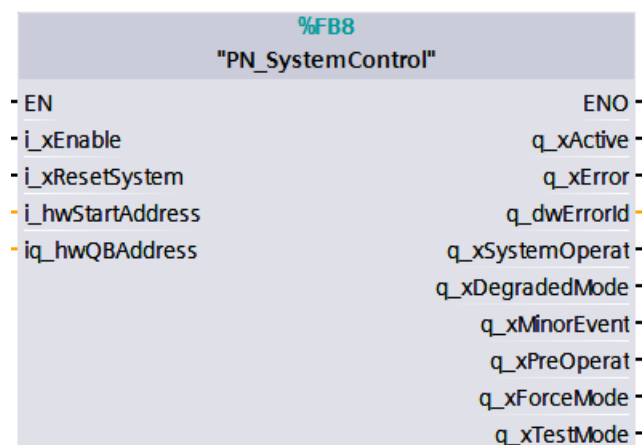 %FB8
"PN_SystemControl"
EN ENO
i_xEnable q_xActive
i_xResetSystem q_xError
i_hwStartAddress q_dwErrorId
iq_hwQBAddress q_xSystemOperat
q_xDegradedMode
q_xMinorEvent
q_xPreOperat
q_xForceMode
q_xTestMode